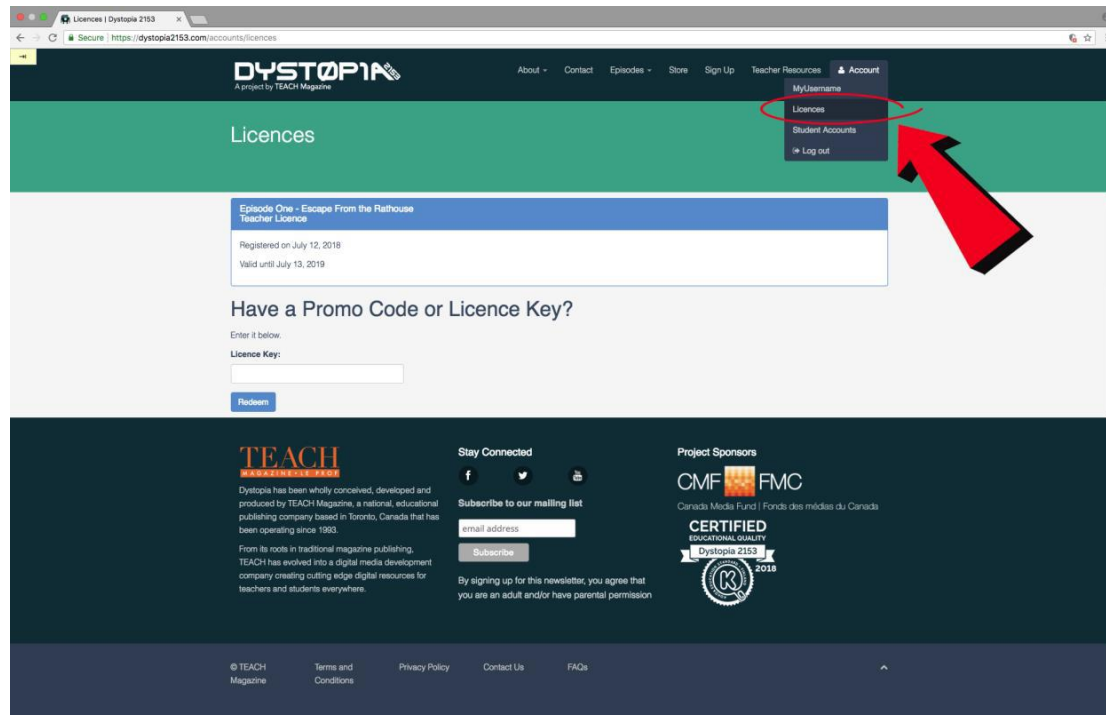 Licences | Dystopia 2153
Secure | https://dystopia2153.com/accounts/licences
DYSTØP1A
A project by TEACH Magazine
About Contact Episodes Store Sign Up Teacher Resources Account
MyUsername
Licences
Student Accounts
Log out
Licences
Episode One - Escape From the Rathouse
Teacher Licence
Registered on July 12, 2018
Valid until July 13, 2019
Have a Promo Code or Licence Key?
Enter it below.
Licence Key:
Redeem
TEACH
MAGAZINE • LE PROF
Dystopia has been wholly conceived, developed and
produced by TEACH Magazine, a national, educational
publishing company based in Toronto, Canada that has
been operating since 1993.
From its roots in traditional magazine publishing,
TEACH has evolved into a digital media development
company creating cutting edge digital resources for
teachers and students everywhere.
Stay Connected
Subscribe to our mailing list
email address
Subscribe
By signing up for this newsletter, you agree that
you are an adult and/or have parental permission
Project Sponsors
CMF FMC
Canada Media Fund | Fonds des médias du Canada
CERTIFIED
EDUCATIONAL QUALITY
Dystopia 2153
2018
K
© TEACH
Magazine
Terms and
Conditions
Privacy Policy
Contact Us
FAQs